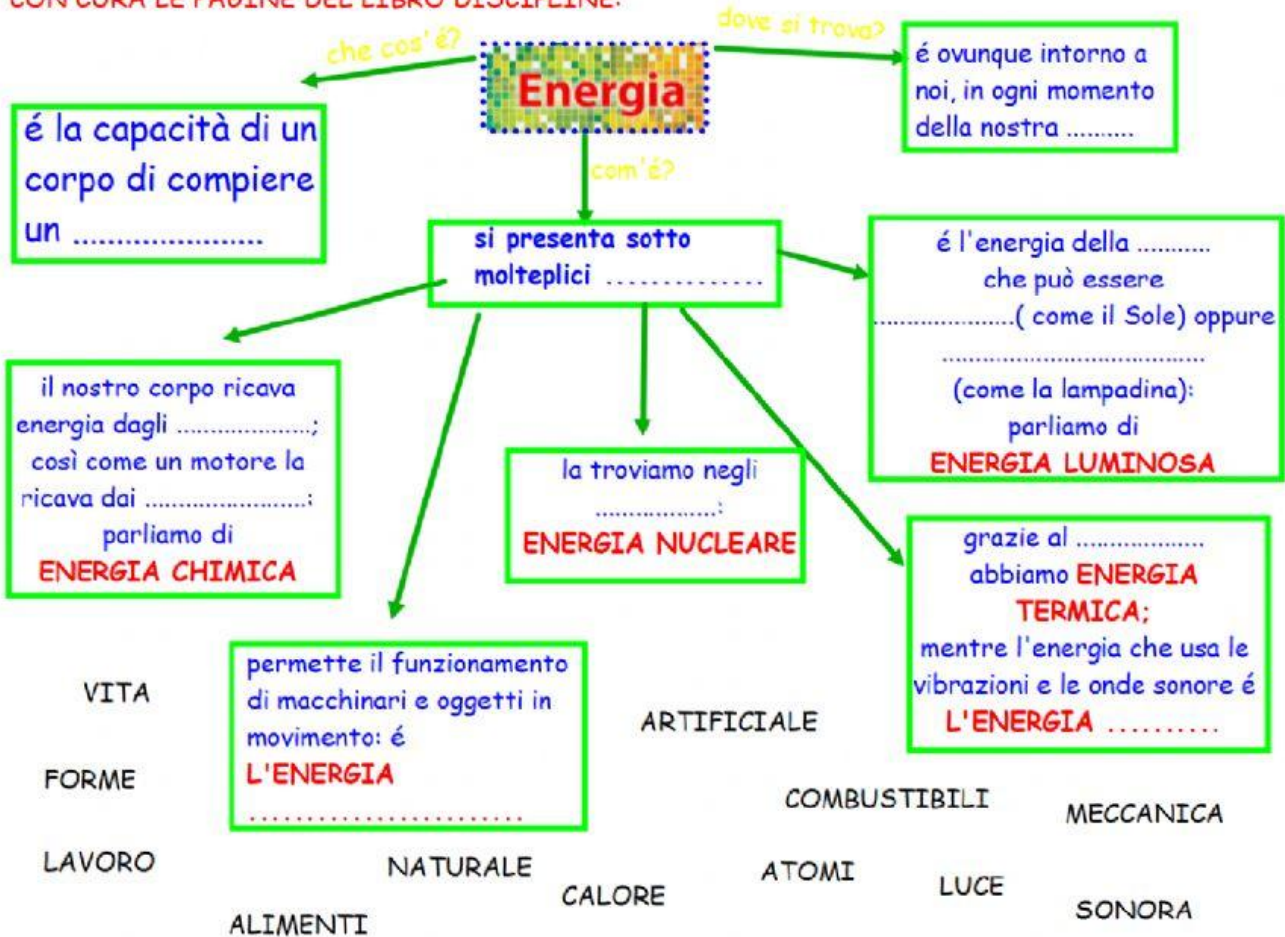 CON CURA LE PAGINE DEL LIBRO DISCIPLINE:
che cos'é?
dove si trova?
Energia
é ovunque intorno a
noi, in ogni momento
della nostra ..........
é la capacità di un
corpo di compiere
un ......................
com'é?
si presenta sotto
molteplici ..............
é l'energia della ...........
che può essere
......................( come il Sole) oppure
.......................................
(come la lampadina):
parliamo di
ENERGIA LUMINOSA
il nostro corpo ricava
energia dagli ....................;
così come un motore la
ricava dai ........................:
parliamo di
ENERGIA CHIMICA
la troviamo negli
..................:
ENERGIA NUCLEARE
grazie al ...................
abbiamo ENERGIA
TERMICA;
mentre l'energia che usa le
vibrazioni e le onde sonore é
L'ENERGIA ..........
permette il funzionamento
di macchinari e oggetti in
movimento: é
L'ENERGIA
.......................
VITA
ARTIFICIALE
FORME
COMBUSTIBILI
MECCANICA
LAVORO
NATURALE
CALORE
ATOMI
LUCE
SONORA
ALIMENTI